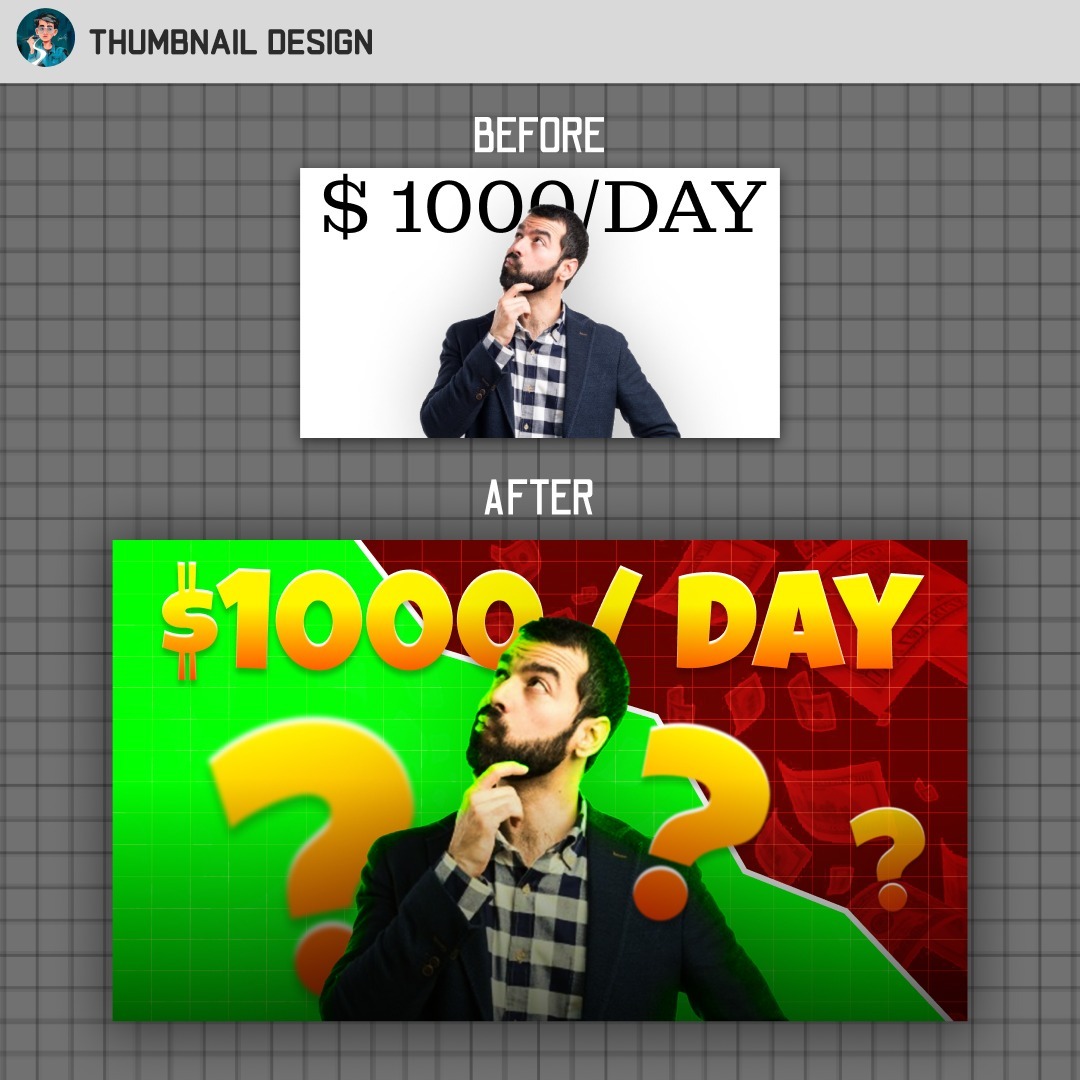 THUMBNAIL DESIGN
BEFORE
$ 1000/DAY
AFTER
$1000 / DAY
? ? ?